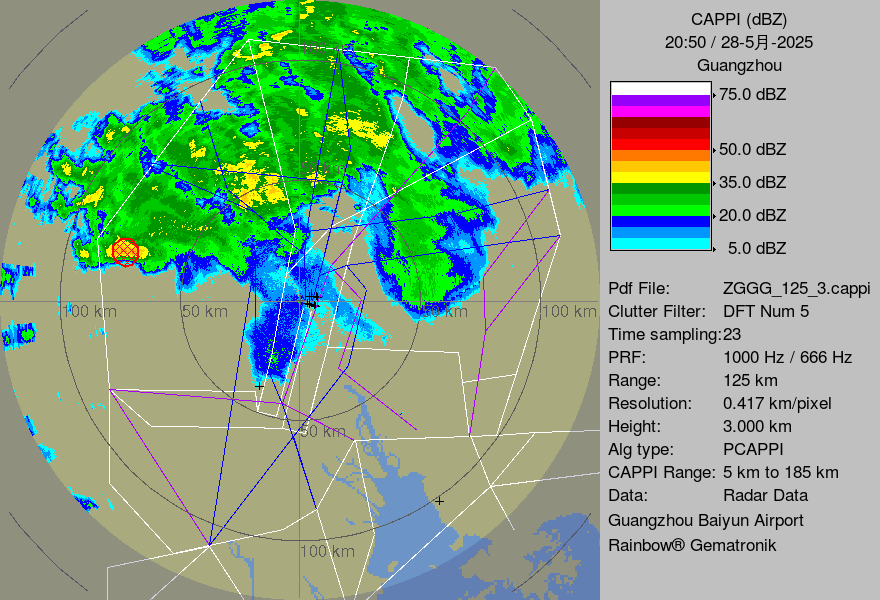 CAPPI (dBZ)
20:50 / 28-5月-2025
Guangzhou
75.0 dBZ
50.0 dBZ
35.0 dBZ
20.0 dBZ
5.0 dBZ
100 km
50 km
50 km
100 km
50 km
100 km
Pdf File: ZGGG_125_3.cappi
Clutter Filter: DFT Num 5
Time sampling:23
PRF: 1000 Hz / 666 Hz
Range: 125 km
Resolution: 0.417 km/pixel
Height: 3.000 km
Alg type: PCAPPI
CAPPI Range: 5 km to 185 km
Data: Radar Data
Guangzhou Baiyun Airport
Rainbow® Gematronik